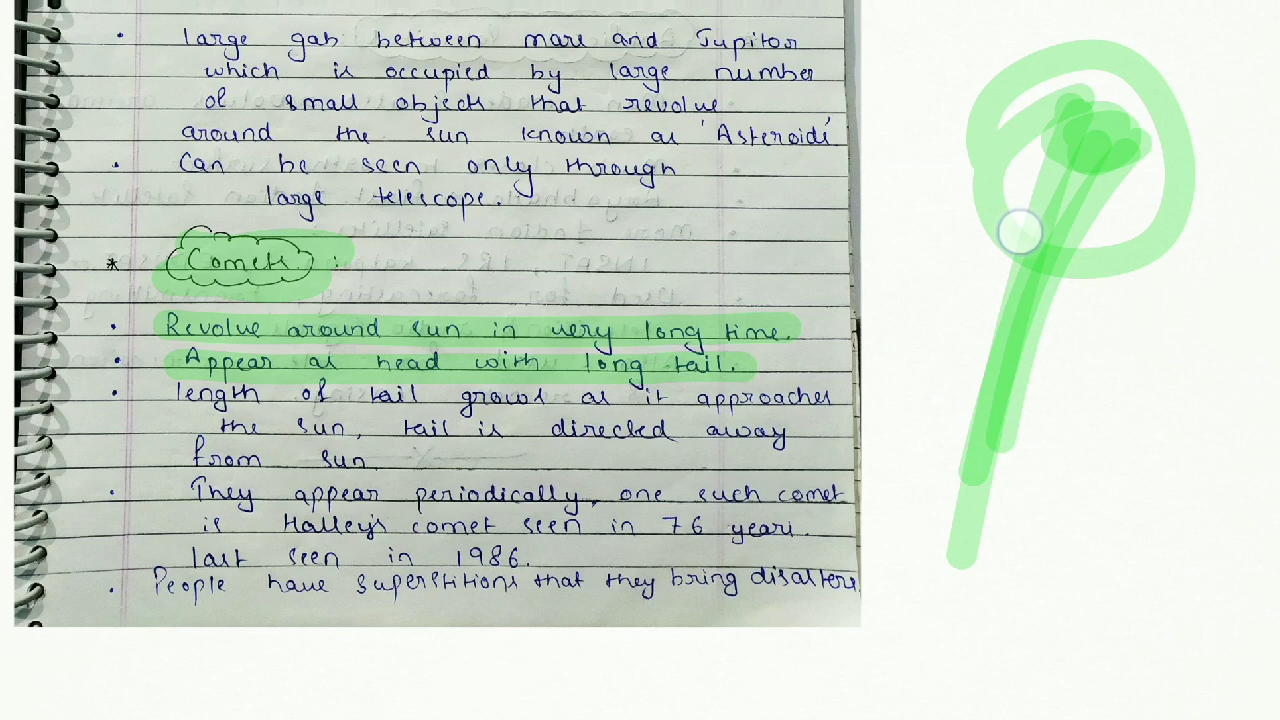 • large gap between mars and Jupitor
which is occupied by large number
of small objects that revolve
around the sun known as 'Asteroids'
• Can be seen only through
large telescope.
* Comets :
• Revolve around sun in very long time.
• Appear as head with long tail.
• length of tail grows as it approaches
the sun, tail is directed away
from sun
• They appear periodically, one such comet
is Halley's comet seen in 76 years.
last seen in 1986.
• People have superstitions that they bring disasters.